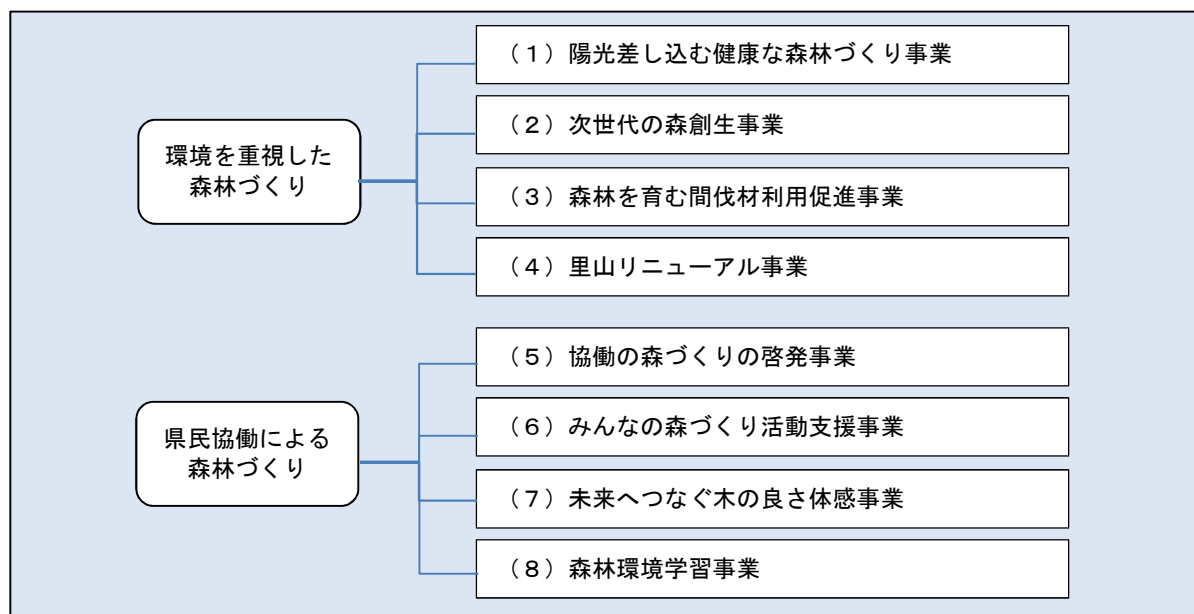 環境を重視した
森林づくり
(1)陽光差し込む健康な森林づくり事業
(2)次世代の森創生事業
(3)森林を育む間伐材利用促進事業
(4)里山リニューアル事業
県民協働による
森林づくり
(5)協働の森づくりの啓発事業
(6)みんなの森づくり活動支援事業
(7)未来へつなぐ木の良さ体感事業
(8)森林環境学習事業